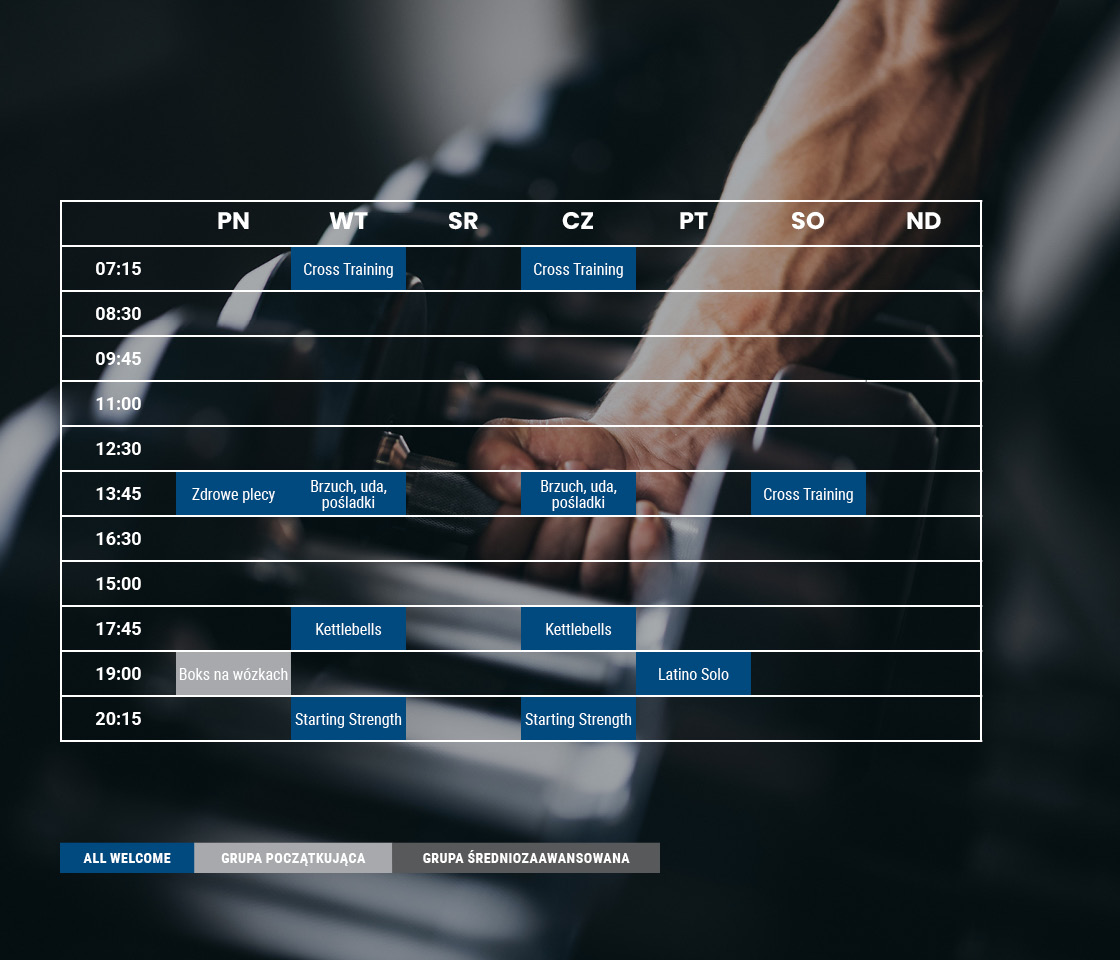 PN WT SR CZ PT SO ND
07:15 Cross Training Cross Training
08:30
09:45
11:00
12:30
13:45 Zdrowe plecy Brzuch, uda, pośladki Brzuch, uda, pośladki Cross Training
16:30
15:00
17:45 Kettlebells Kettlebells
19:00 Boks na wózkach Latino Solo
20:15 Starting Strength Starting Strength
ALL WELCOME GRUPA POCZĄTKUJĄCA GRUPA ŚREDNIOZAAWANSOWANA